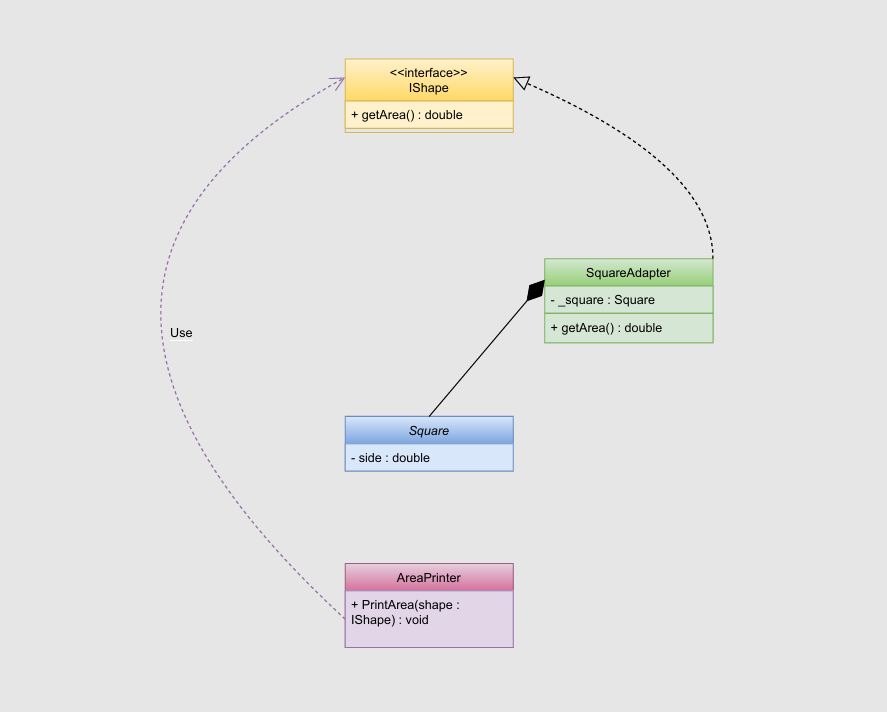 <<interface>>
IShape
+ getArea() : double
SquareAdapter
- _square : Square
+ getArea() : double
Use
Square
- side : double
AreaPrinter
+ PrintArea(shape :
IShape) : void